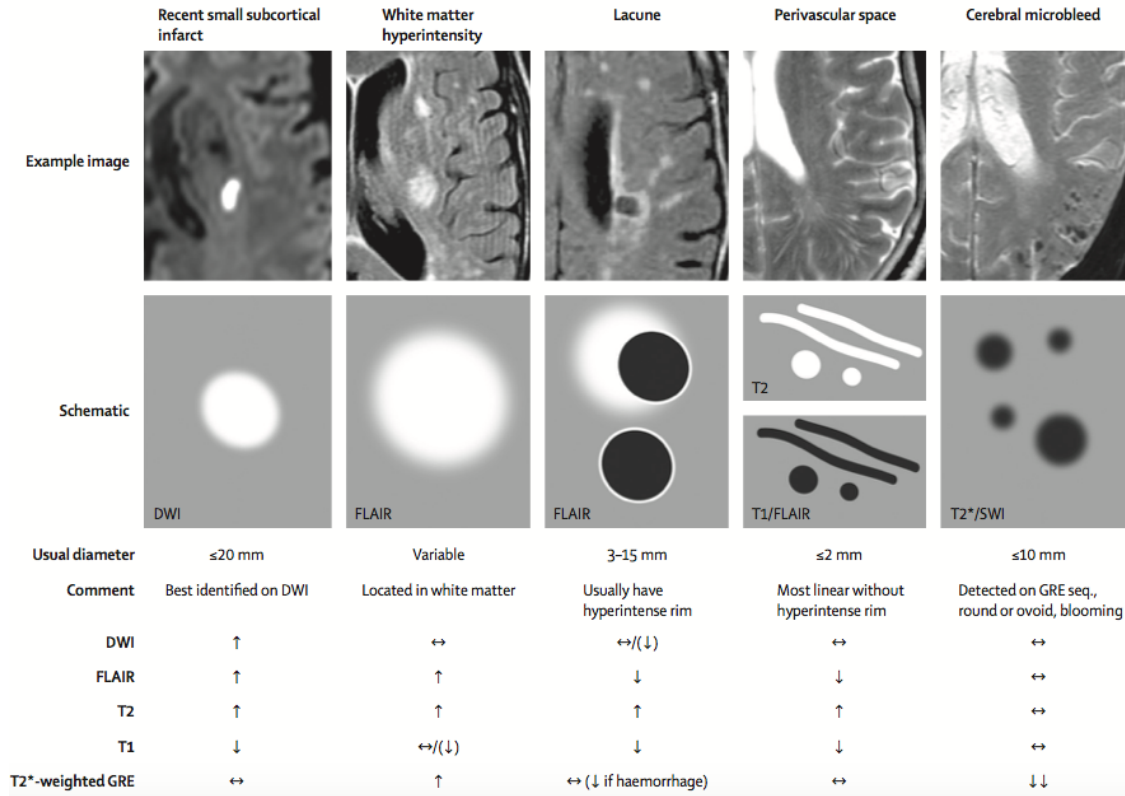 Recent small subcortical infarct
White matter hyperintensity
Lacune
Perivascular space
Cerebral microbleed
Example image
Schematic
DWI
FLAIR
FLAIR
T2
T1/FLAIR
T2*/SWI
Usual diameter ≤20 mm Variable 3–15 mm ≤2 mm ≤10 mm
Comment Best identified on DWI Located in white matter Usually have hyperintense rim Most linear without hyperintense rim Detected on GRE seq., round or ovoid, blooming
DWI ↑ ↔ ↔/(↓) ↔ ↔
FLAIR ↑ ↑ ↓ ↓ ↔
T2 ↑ ↑ ↑ ↑ ↔
T1 ↓ ↔/(↓) ↓ ↓ ↔
T2*-weighted GRE ↔ ↑ ↔ (↓ if haemorrhage) ↔ ↓↓